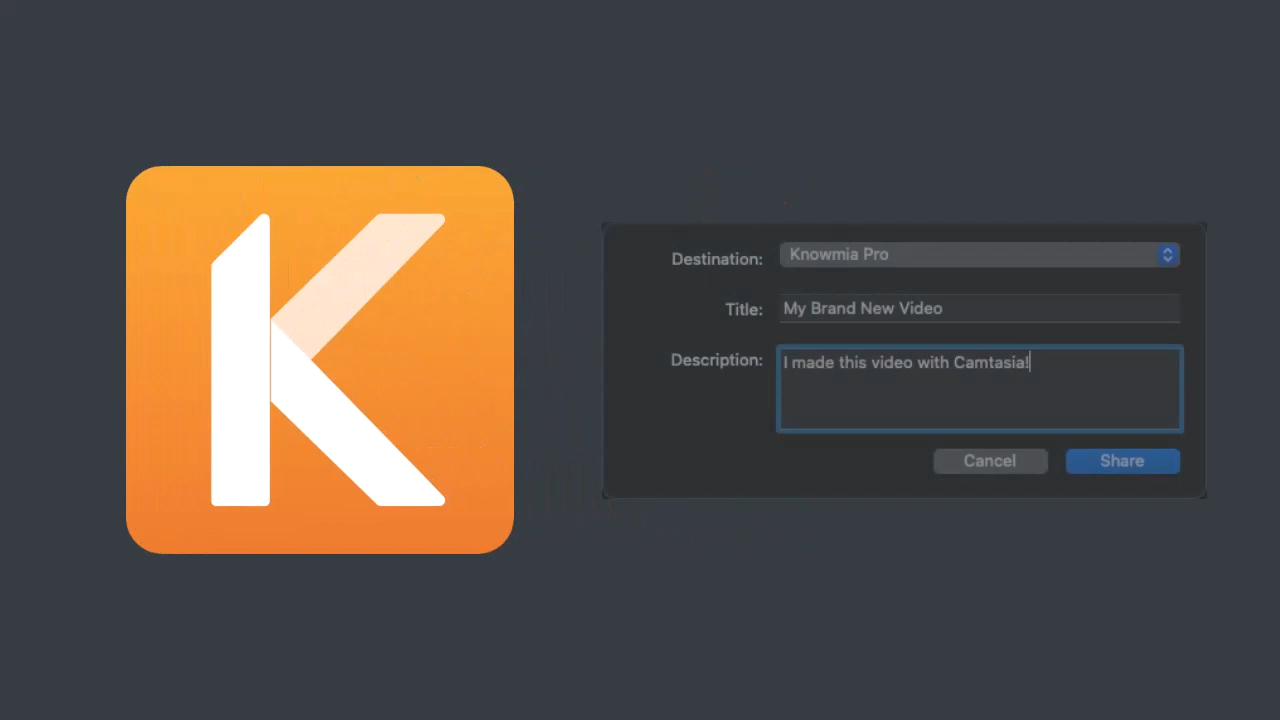 K
Destination: Knowmia Pro
Title: My Brand New Video
Description: I made this video with Camtasia!
Cancel Share